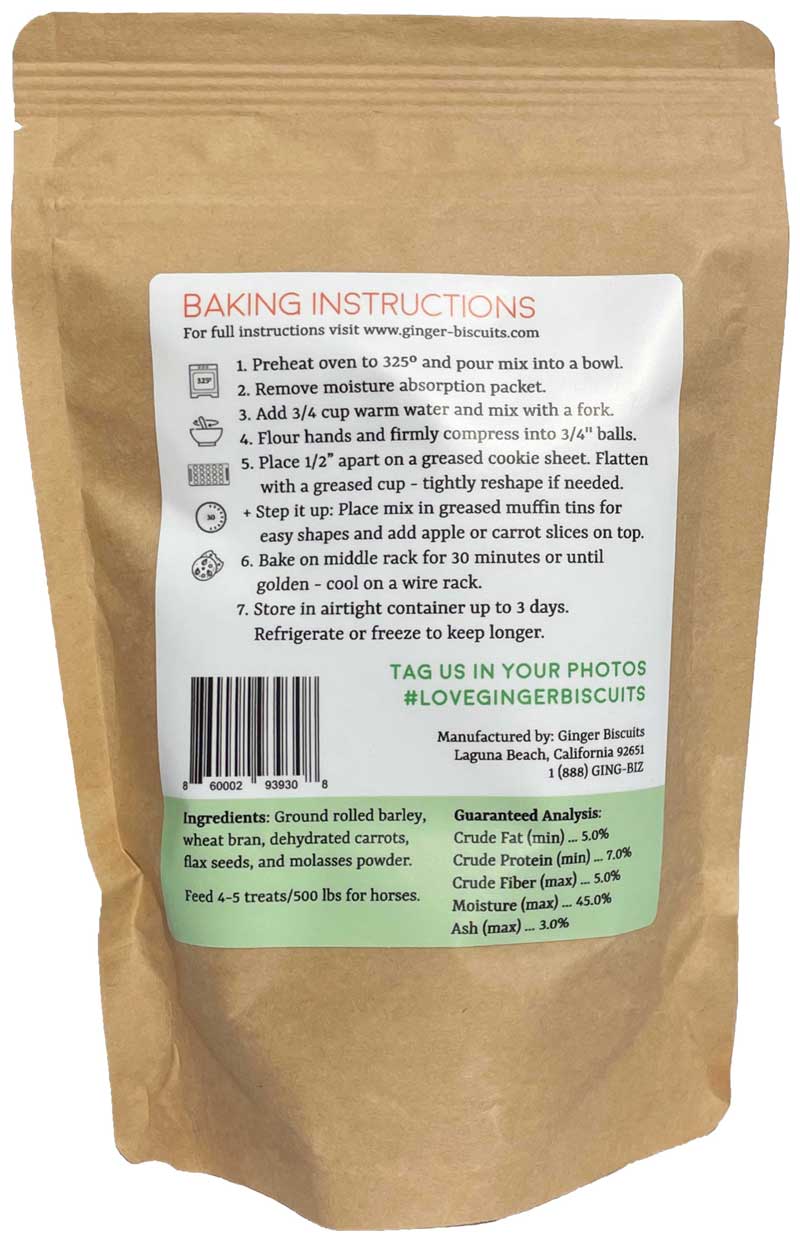 BAKING INSTRUCTIONS
For full instructions visit www.ginger-biscuits.com
325º
1. Preheat oven to 325º and pour mix into a bowl.
2. Remove moisture absorption packet.
3. Add 3/4 cup warm water and mix with a fork.
4. Flour hands and firmly compress into 3/4" balls.
5. Place 1/2” apart on a greased cookie sheet. Flatten
with a greased cup - tightly reshape if needed.
30
+ Step it up: Place mix in greased muffin tins for
easy shapes and add apple or carrot slices on top.
6. Bake on middle rack for 30 minutes or until
golden - cool on a wire rack.
7. Store in airtight container up to 3 days.
Refrigerate or freeze to keep longer.
TAG US IN YOUR PHOTOS
#LOVEGINGERBISCUITS
Manufactured by: Ginger Biscuits
Laguna Beach, California 92651
1 (888) GING-BIZ
8 60002 93930 8
Ingredients: Ground rolled barley,
wheat bran, dehydrated carrots,
flax seeds, and molasses powder.
Feed 4-5 treats/500 lbs for horses.
Guaranteed Analysis:
Crude Fat (min) ... 5.0%
Crude Protein (min) ... 7.0%
Crude Fiber (max) ... 5.0%
Moisture (max) ... 45.0%
Ash (max) ... 3.0%